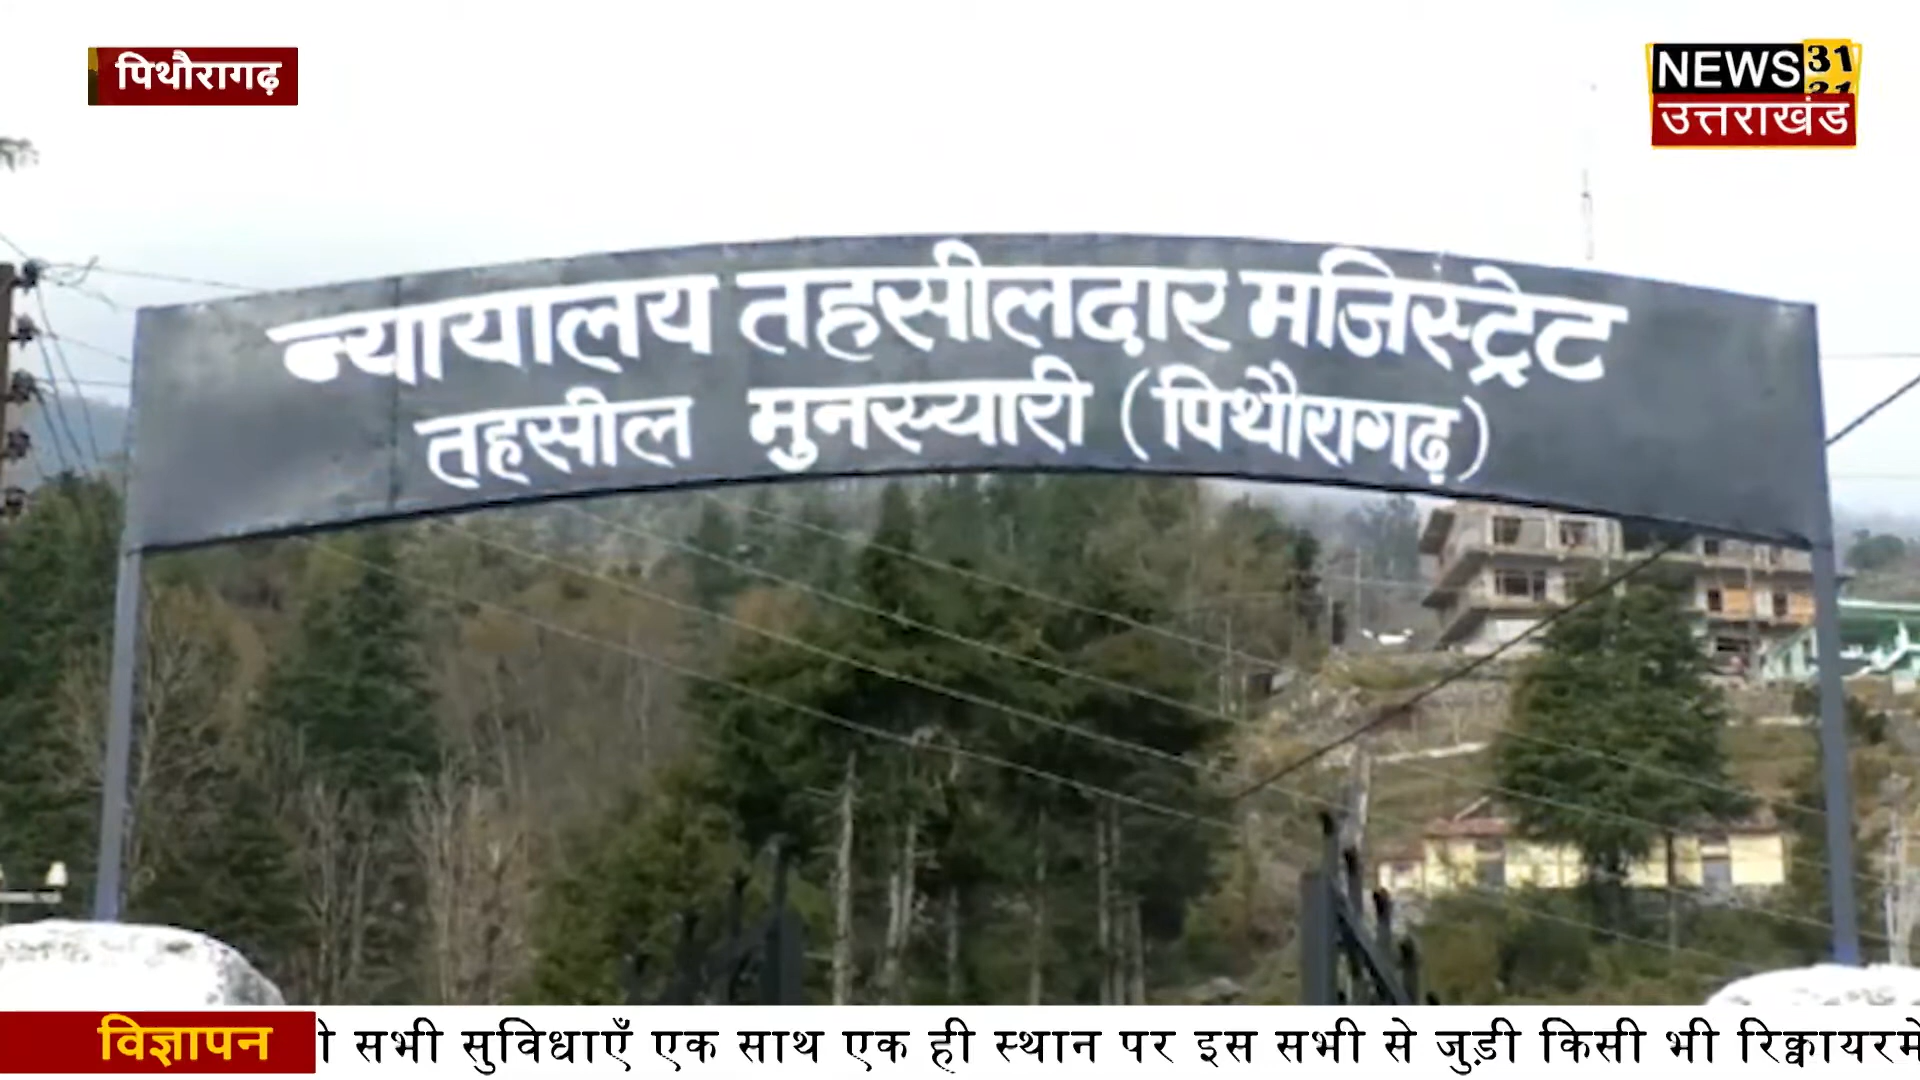 पिथौरागढ़
NEWS 31
उत्तराखंड
न्यायालय तहसीलदार मजिस्ट्रेट
तहसील मुनस्यारी (पिथौरागढ़)
विज्ञापन
सभी सुविधाएँ एक साथ एक ही स्थान पर इस सभी से जुड़ी किसी भी